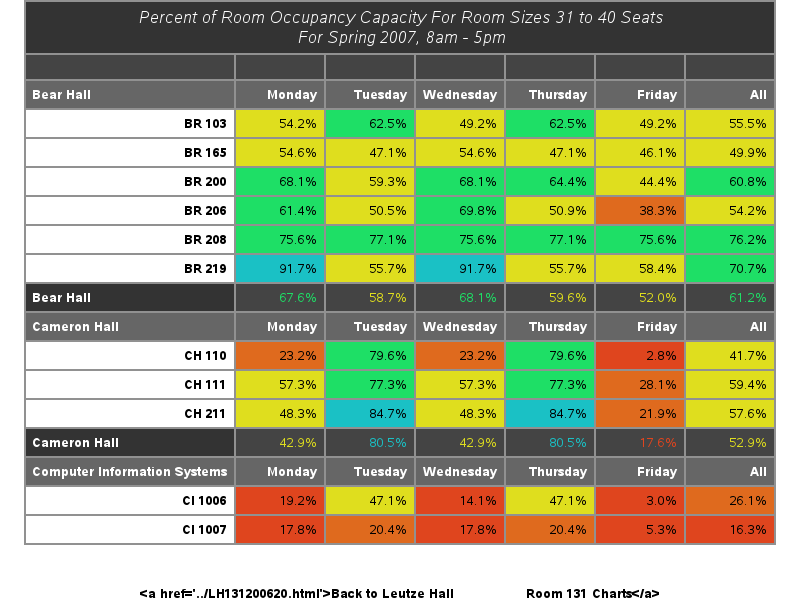 Percent of Room Occupancy Capacity For Room Sizes 31 to 40 Seats
For Spring 2007, 8am - 5pm
Bear Hall Monday Tuesday Wednesday Thursday Friday All
BR 103 54.2% 62.5% 49.2% 62.5% 49.2% 55.5%
BR 165 54.6% 47.1% 54.6% 47.1% 46.1% 49.9%
BR 200 68.1% 59.3% 68.1% 64.4% 44.4% 60.8%
BR 206 61.4% 50.5% 69.8% 50.9% 38.3% 54.2%
BR 208 75.6% 77.1% 75.6% 77.1% 75.6% 76.2%
BR 219 91.7% 55.7% 91.7% 55.7% 58.4% 70.7%
Bear Hall 67.6% 58.7% 68.1% 59.6% 52.0% 61.2%
Cameron Hall Monday Tuesday Wednesday Thursday Friday All
CH 110 23.2% 79.6% 23.2% 79.6% 2.8% 41.7%
CH 111 57.3% 77.3% 57.3% 77.3% 28.1% 59.4%
CH 211 48.3% 84.7% 48.3% 84.7% 21.9% 57.6%
Cameron Hall 42.9% 80.5% 42.9% 80.5% 17.6% 52.9%
Computer Information Systems Monday Tuesday Wednesday Thursday Friday All
CI 1006 19.2% 47.1% 14.1% 47.1% 3.0% 26.1%
CI 1007 17.8% 20.4% 17.8% 20.4% 5.3% 16.3%
<a href='../LH131200620.html'>Back to Leutze Hall Room 131 Charts</a>